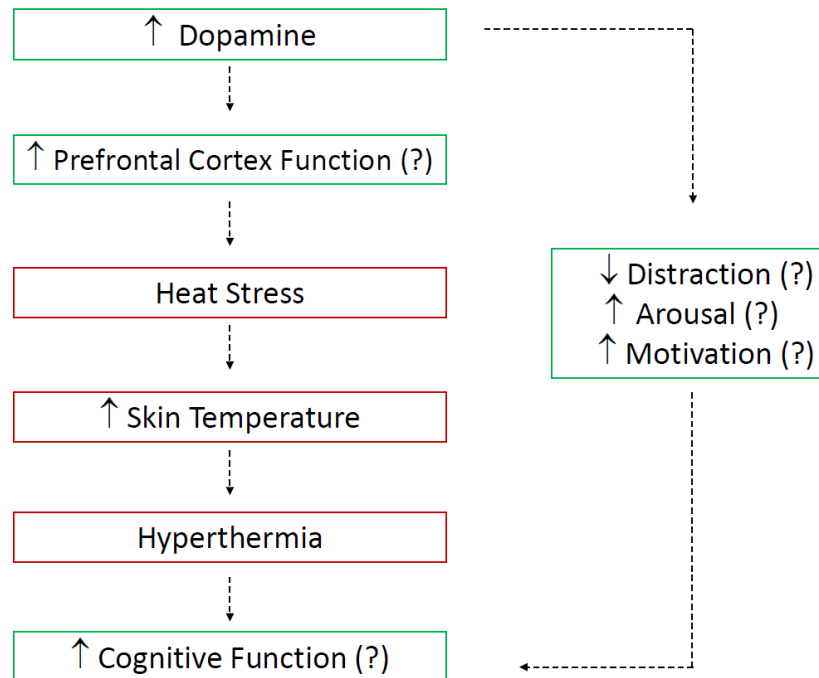 ↑ Dopamine
↑ Prefrontal Cortex Function (?)
Heat Stress
↑ Skin Temperature
Hyperthermia
↑ Cognitive Function (?)
↓ Distraction (?)
↑ Arousal (?)
↑ Motivation (?)